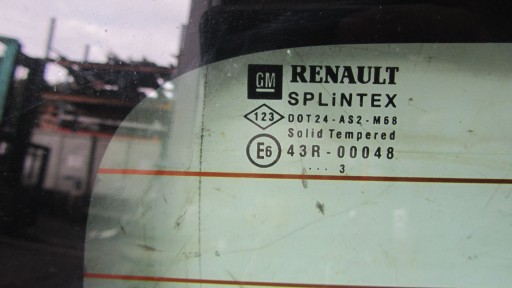 GM RENAULT
SPLiNTEX
123 DOT24-AS2-M68
Solid Tempered
E6 43R-00048
... 3